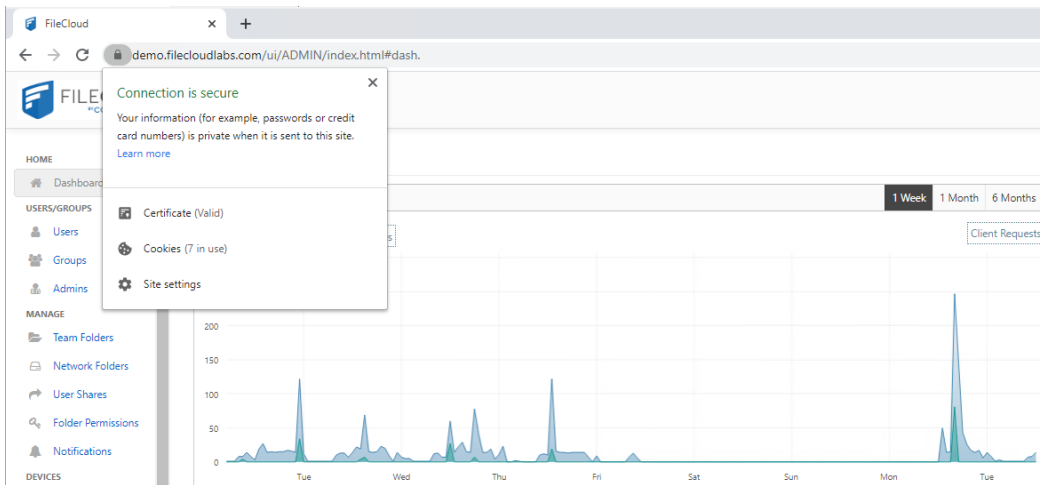 FileCloud
demo.filecloudlabs.com/ui/ADMIN/index.html#dash.
Connection is secure
Your information (for example, passwords or credit
card numbers) is private when it is sent to this site.
Learn more
Certificate (Valid)
Cookies (7 in use)
Site settings
HOME
Dashboard
USERS/GROUPS
Users
Groups
Admins
MANAGE
Team Folders
Network Folders
User Shares
Folder Permissions
Notifications
DEVICES
1 Week 1 Month 6 Months
Client Requests
200
150
100
50
0
Tue Wed Thu Fri Sat Sun Mon Tue